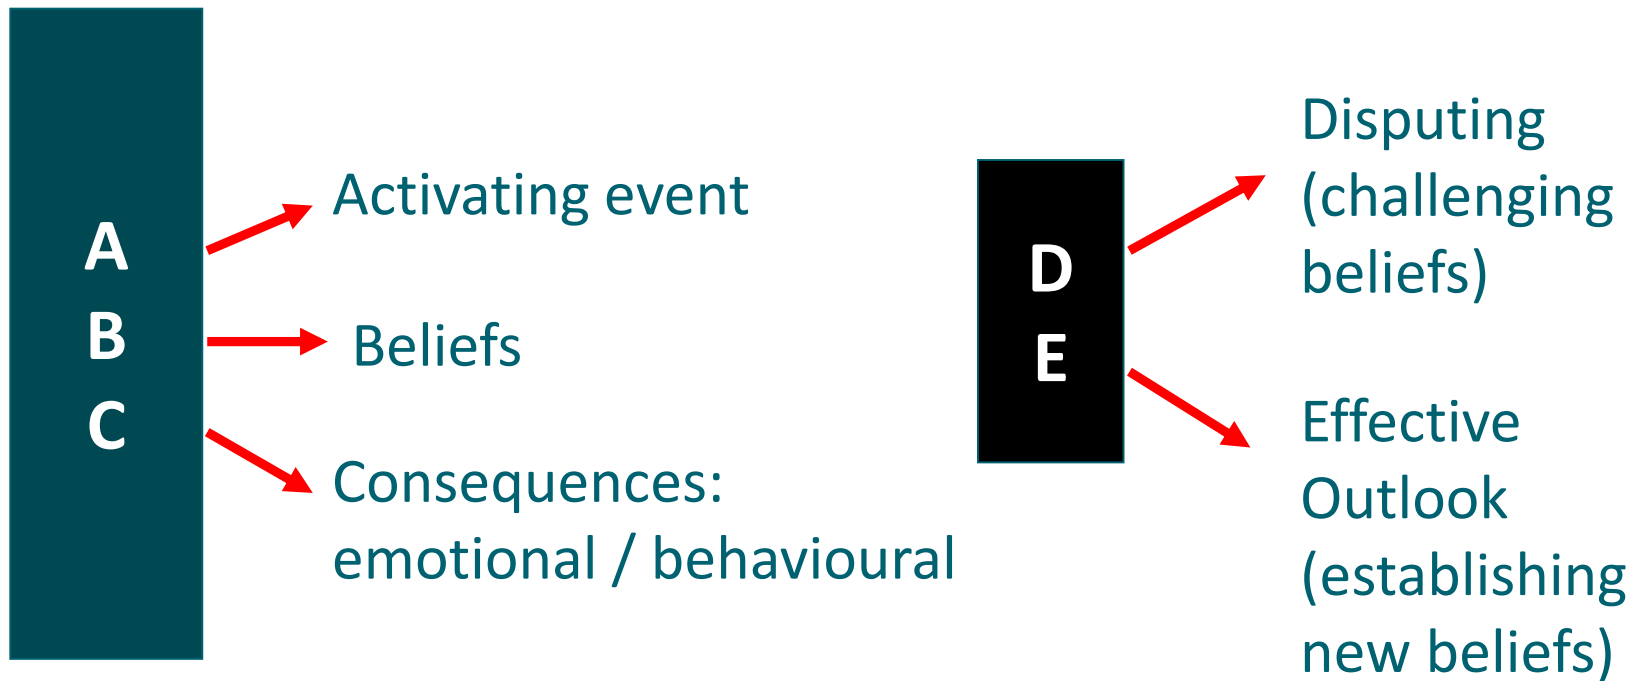 A
B
C
Activating event
Beliefs
Consequences:
emotional / behavioural
D
E
Disputing
(challenging
beliefs)
Effective
Outlook
(establishing
new beliefs)